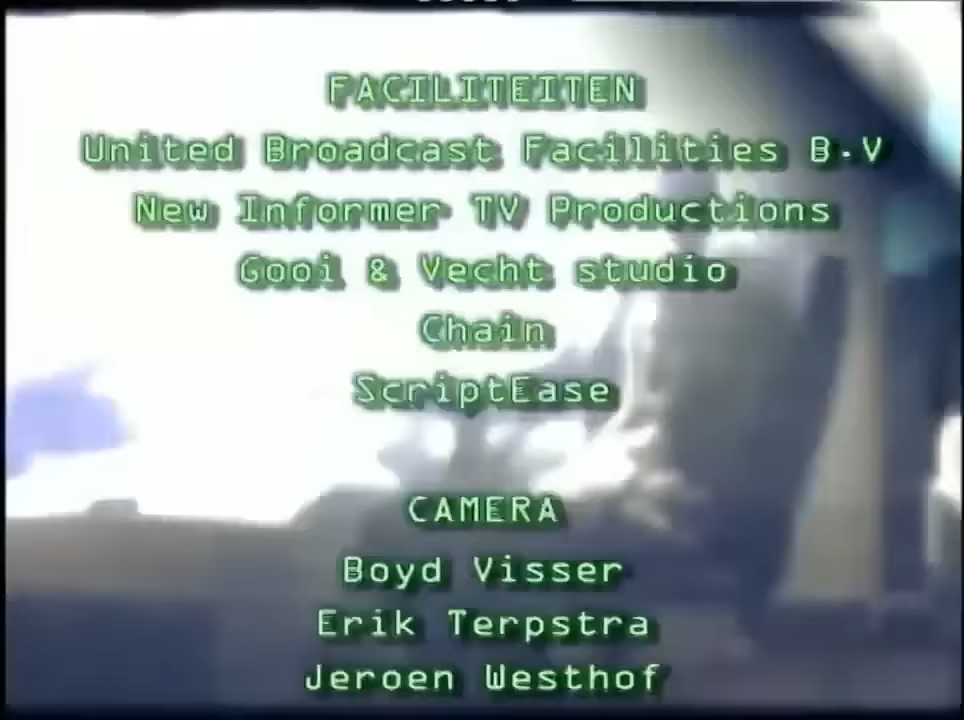 FACILITEITEN
United Broadcast Facilities B.V
New Informer TV Productions
Gooi & Vecht studio
Chain
ScriptEase
CAMERA
Boyd Visser
Erik Terpstra
Jeroen Westhof